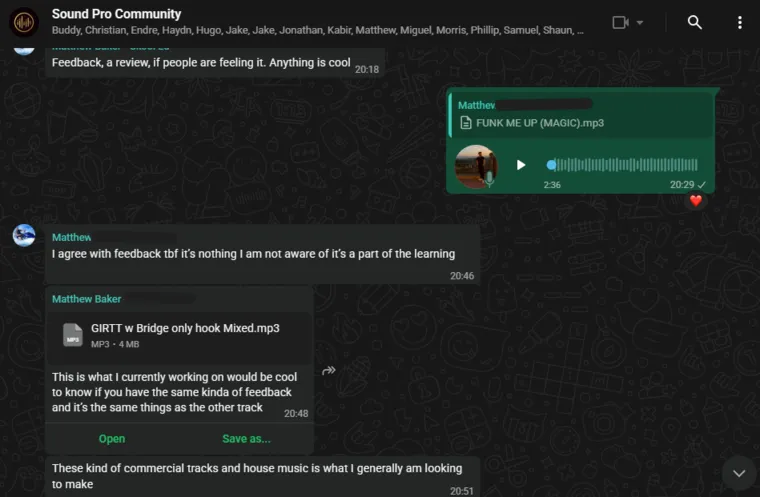 Sound Pro Community
Buddy, Christian, Endre, Haydn, Hugo, Jake, Jake, Jonathan, Kabir, Matthew, Miguel, Morris, Phillip, Samuel, Shaun, ...
Feedback, a review, if people are feeling it. Anything is cool
20:18
Matthew
FUNK ME UP (MAGIC).mp3
2:36
20:29
Matthew
I agree with feedback tbf it's nothing I am not aware of it's a part of the learning
20:46
Matthew Baker
GIRTT w Bridge only hook Mixed.mp3
MP3
MP3 • 4 MB
This is what I currently working on would be cool
to know if you have the same kinda of feedback
and it's the same things as the other track
20:48
Open
Save as...
These kind of commercial tracks and house music is what I generally am looking
to make
20:51